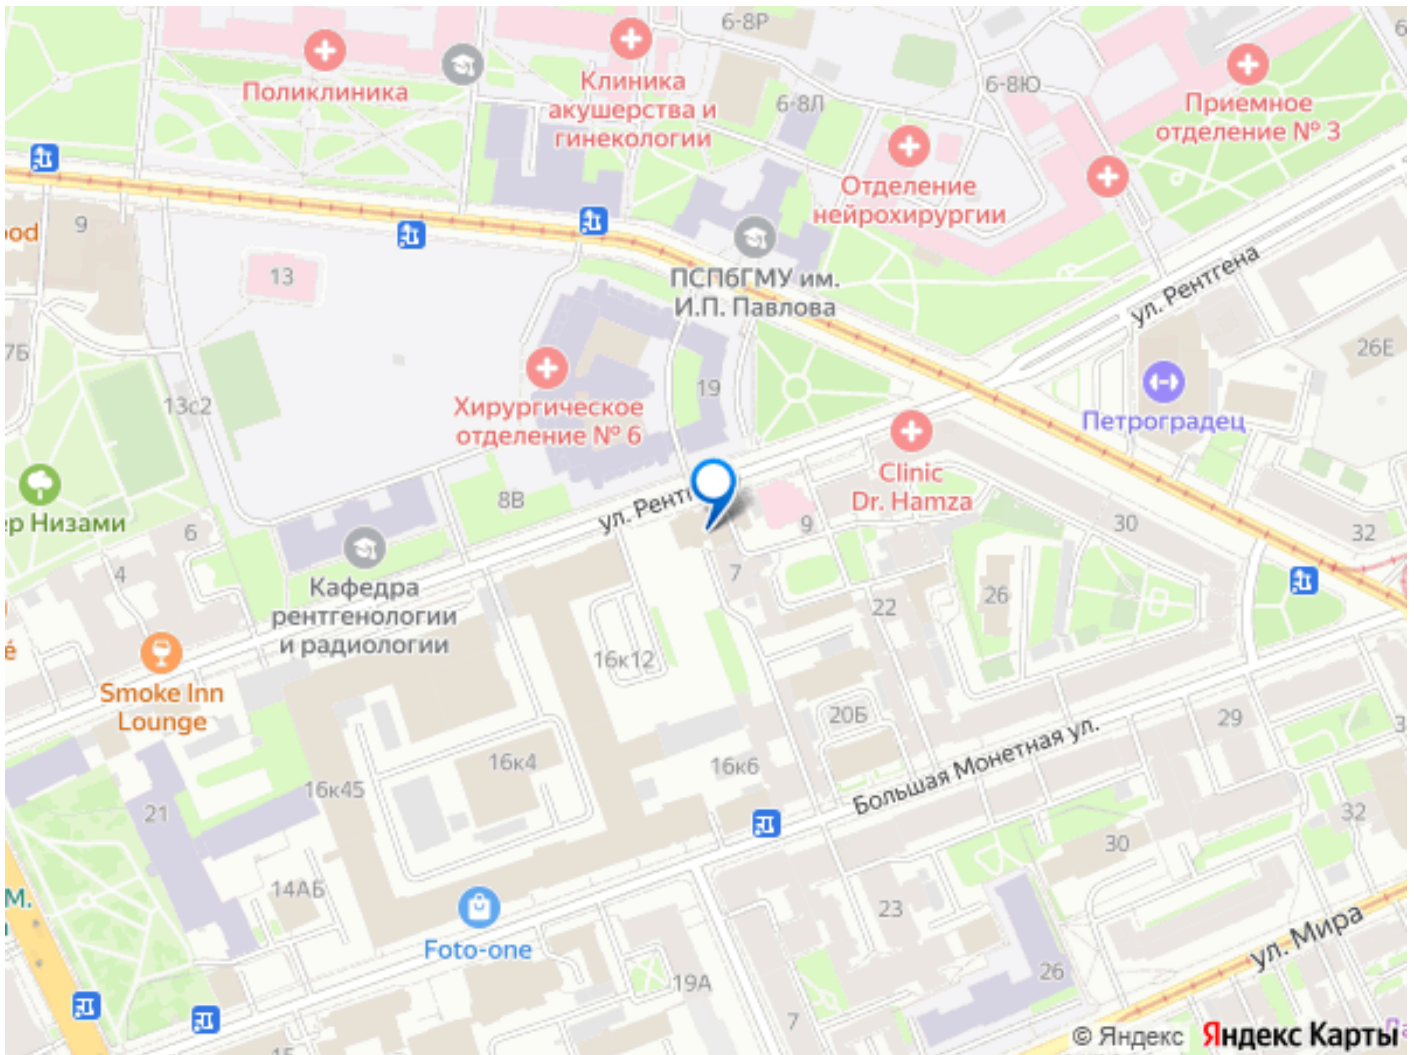 6-8Р
6-8Л
6-8Ю
Поликлиника
Клиника
акушерства и
гинекологии
Приемное
отделение № 3
Отделение
нейрохирургии
ood
9
13
ПСПбГМУ им.
И.П. Павлова
ул. Рентгена
7Б
26Е
13с2
19
Петроградец
Хирургическое
отделение № 6
Clinic
Dr. Hamza
8В
ул. Рент
9
30
32
ер Низами
6
4
7
22
26
Кафедра
рентгенологии
и радиологии
16к12
é
Smoke Inn
Lounge
20Б
29
Большая Монетная ул.
16к4
16к6
16к45
21
32
30
14АБ
М.
23
Foto-one
ул. Мира
19А
26
7
15
© Яндекс
Яндекс Карты